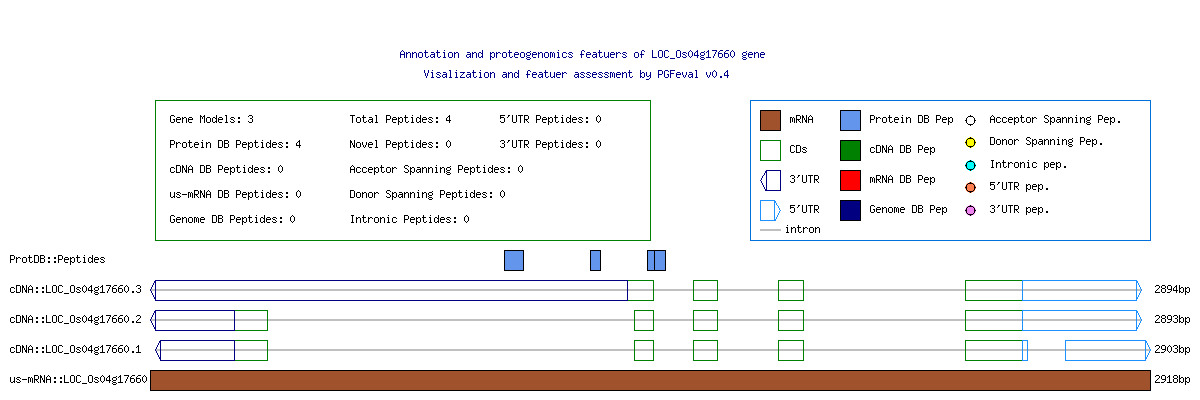 Annotation and proteogenomics featuers of LOC_Os04g17660 gene
Visalization and featuer assessment by PGFeval v0.4
Gene Models: 3 Total Peptides: 4 5'UTR Peptides: 0
Protein DB Peptides: 4 Novel Peptides: 0 3'UTR Peptides: 0
cDNA DB Peptides: 0 Acceptor Spanning Peptides: 0
us-mRNA DB Peptides: 0 Donor Spanning Peptides: 0
Genome DB Peptides: 0 Intronic Peptides: 0
mRNA Protein DB Pep Acceptor Spanning Pep.
CDs cDNA DB Pep Donor Spanning Pep.
3'UTR mRNA DB Pep Intronic pep.
5'UTR Genome DB Pep 5'UTR pep.
intron 3'UTR pep.
ProtDB::Peptides
cDNA::LOC_Os04g17660.3 2894bp
cDNA::LOC_Os04g17660.2 2893bp
cDNA::LOC_Os04g17660.1 2903bp
us-mRNA::LOC_Os04g17660 2918bp